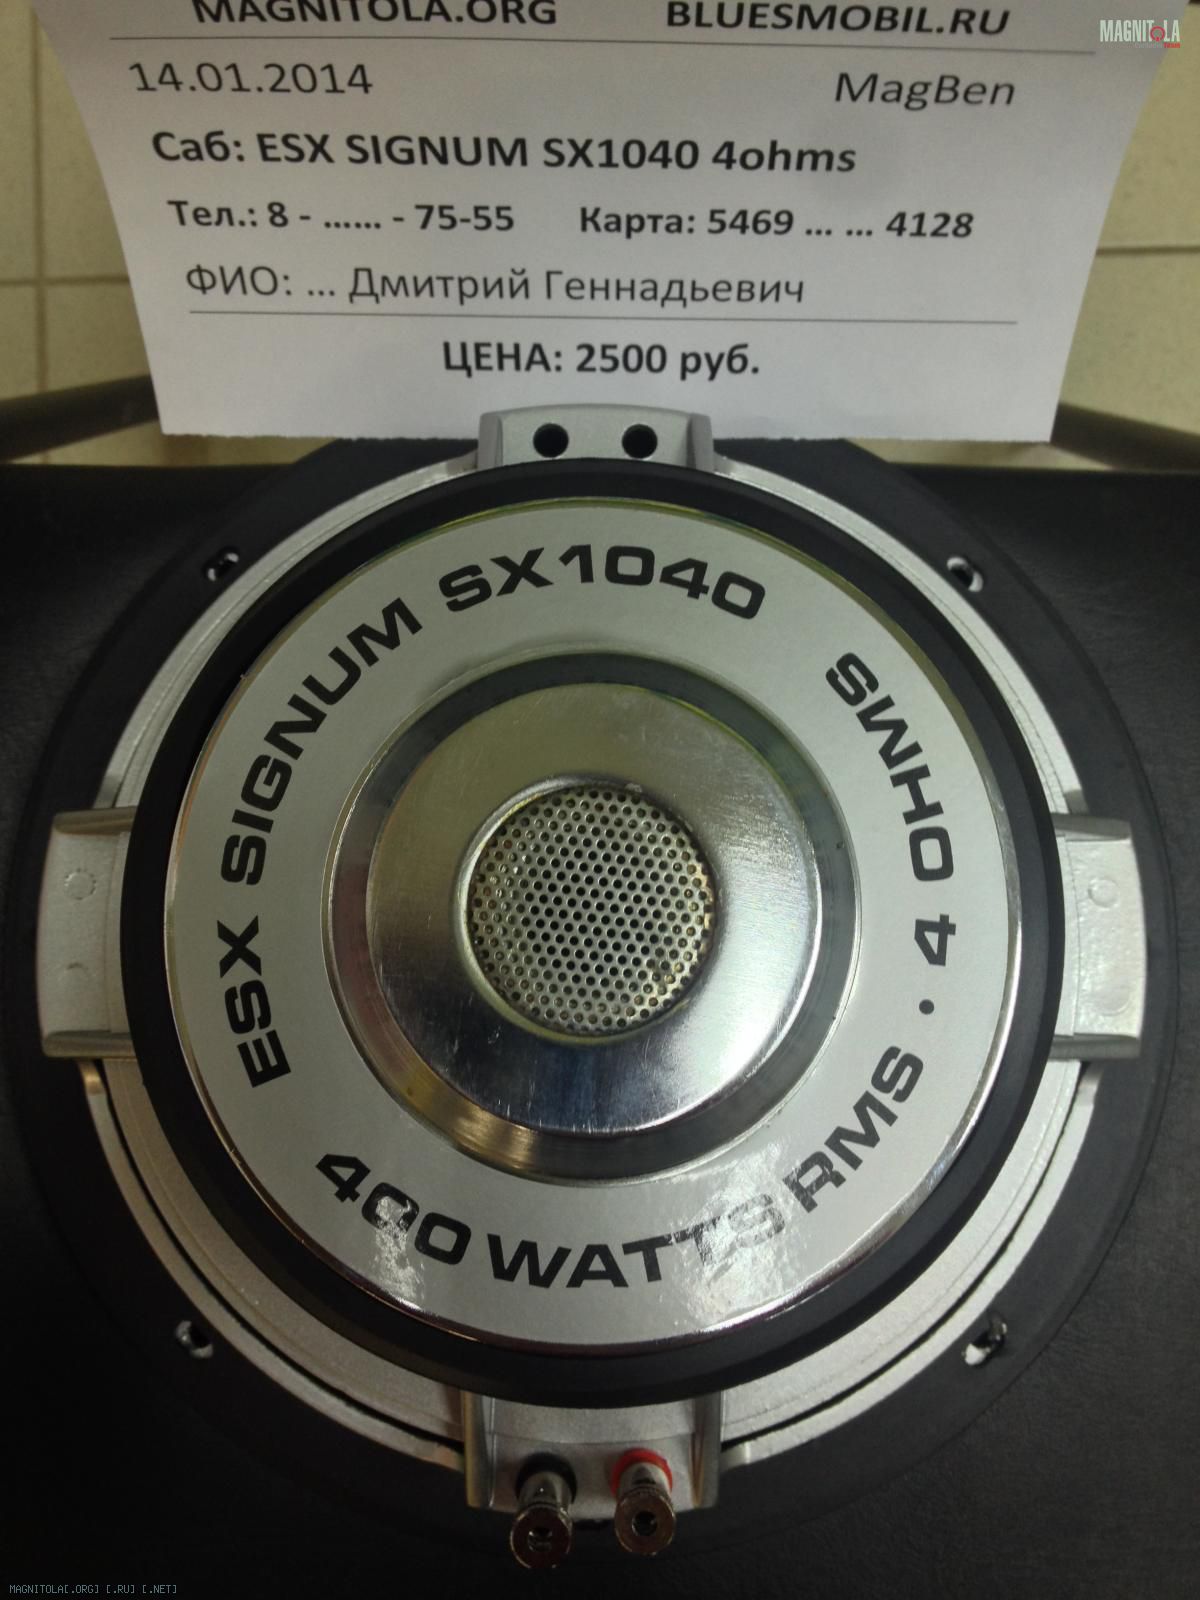 MAGNITOLA.ORG BLUESMOBIL.RU
MAGNITOLA
14.01.2014 MagBen
Саб: ESX SIGNUM SX1040 4ohms
Тел.: 8 - ...... - 75-55 Карта: 5469 ... ... 4128
ФИО: ... Дмитрий Геннадьевич
ЦЕНА: 2500 руб.
ESX SIGNUM SX1040
400 WATTS RMS · 4 OHMS
MAGNITOLA[.ORG] [.RU] [.NET]